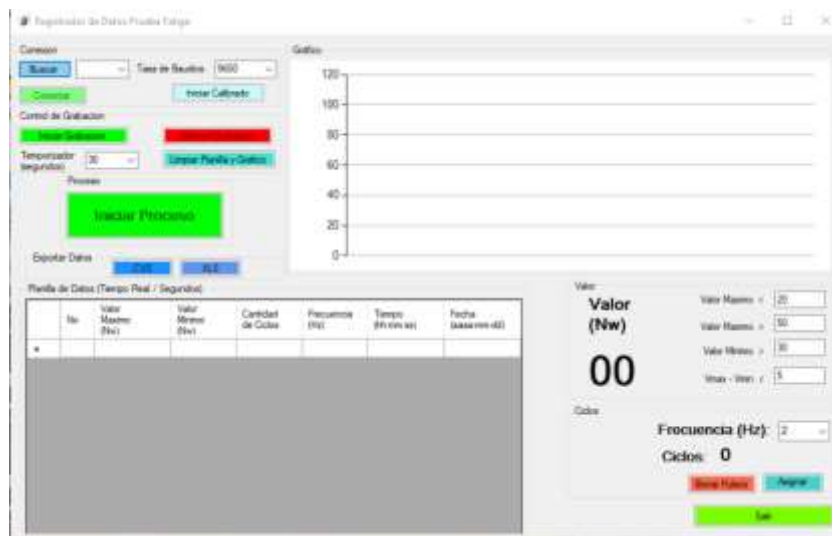 Registrador de Datos Prueba Fatiga
Conexion
Buscar
Tasa de Baudios
9600
Conectar
Iniciar Calibrado
Control de Grabacion
Iniciar Grabacion
Temporizador (segundos)
30
Limpiar Planilla y Grafico
Proceso
Iniciar Proceso
Exportar Datos
XLS
Grafico
120
100
80
60
40
20
0
Planilla de Datos (Tiempo Real / Segundos)
No
Valor Maximo (Nw)
Valor Minimo (Nw)
Cantidad de Ciclos
Frecuencia (Hz)
Tiempo (hh:mm:ss)
Fecha (aaaa-mm-dd)
Valor
Valor (Nw)
00
Valor Maximo <
20
Valor Maximo >
50
Valor Minimo >
30
Vmax - Vmin
5
Ciclos
Frecuencia (Hz):
2
Ciclos:
0
Asignar
Salir